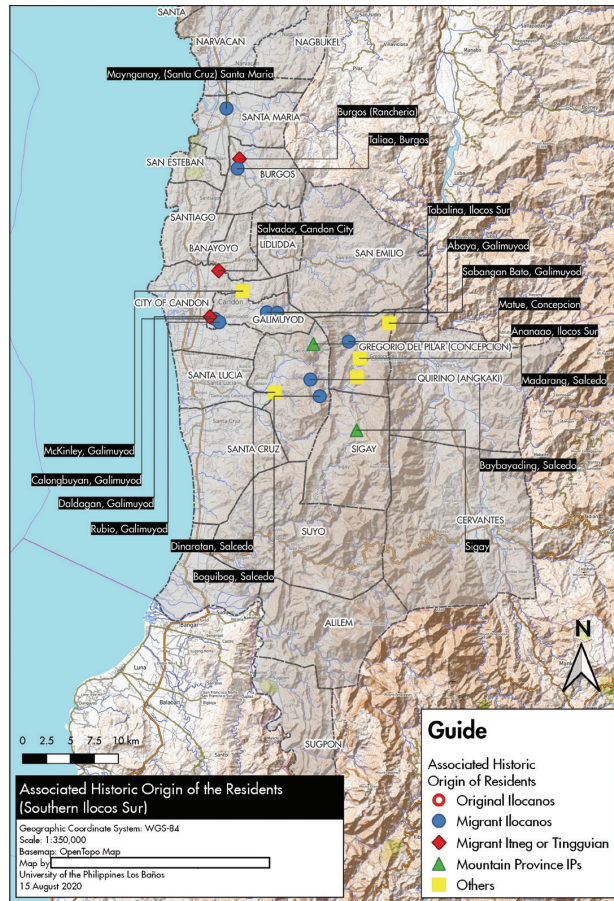 SANTA
NARVACAN
NAGBUKEL
Maynganay, (Santa Cruz) Santa Maria
Burgos (Rancheria)
SANTA MARIA
Taliao, Burgos
SAN ESTEBAN
BURGOS
Tabalina, Ilocos Sur
SANTIAGO
Salvador, Candon City
Abaya, Galimuyod
BANAYOYO
LIDLIDDA
SAN EMILIO
Sabangan Bato, Galimuyod
Matue, Concepcion
CITY OF CANDON
GALIMUYOD
Ananaao, Ilocos Sur
GREGORIO DEL PILAR (CONCEPCION)
SANTA LUCIA
QUIRINO (ANGKAKI)
Madarang, Salcedo
McKinley, Galimuyod
SANTA CRUZ
SIGAY
Baybayading, Salcedo
Calongbuyan, Galimuyod
Daldagan, Galimuyod
Rubio, Galimuyod
CERVANTES
SUYO
Dinaratan, Salcedo
Sigay
Boguibog, Salcedo
ALILEM
Bangar
Luna
Balaoan
N
SUGPON
0 2.5 5 7.5 10 km
Associated Historic Origin of the Residents
(Southern Ilocos Sur)
Geographic Coordinate System: WGS-84
Scale: 1:350,000
Basemap: OpenTopo Map
Map by
University of the Philippines Los Baños
15 August 2020
Guide
Associated Historic
Origin of Residents
Original Ilocanos
Migrant Ilocanos
Migrant Itneg or Tingguian
Mountain Province IPs
Others